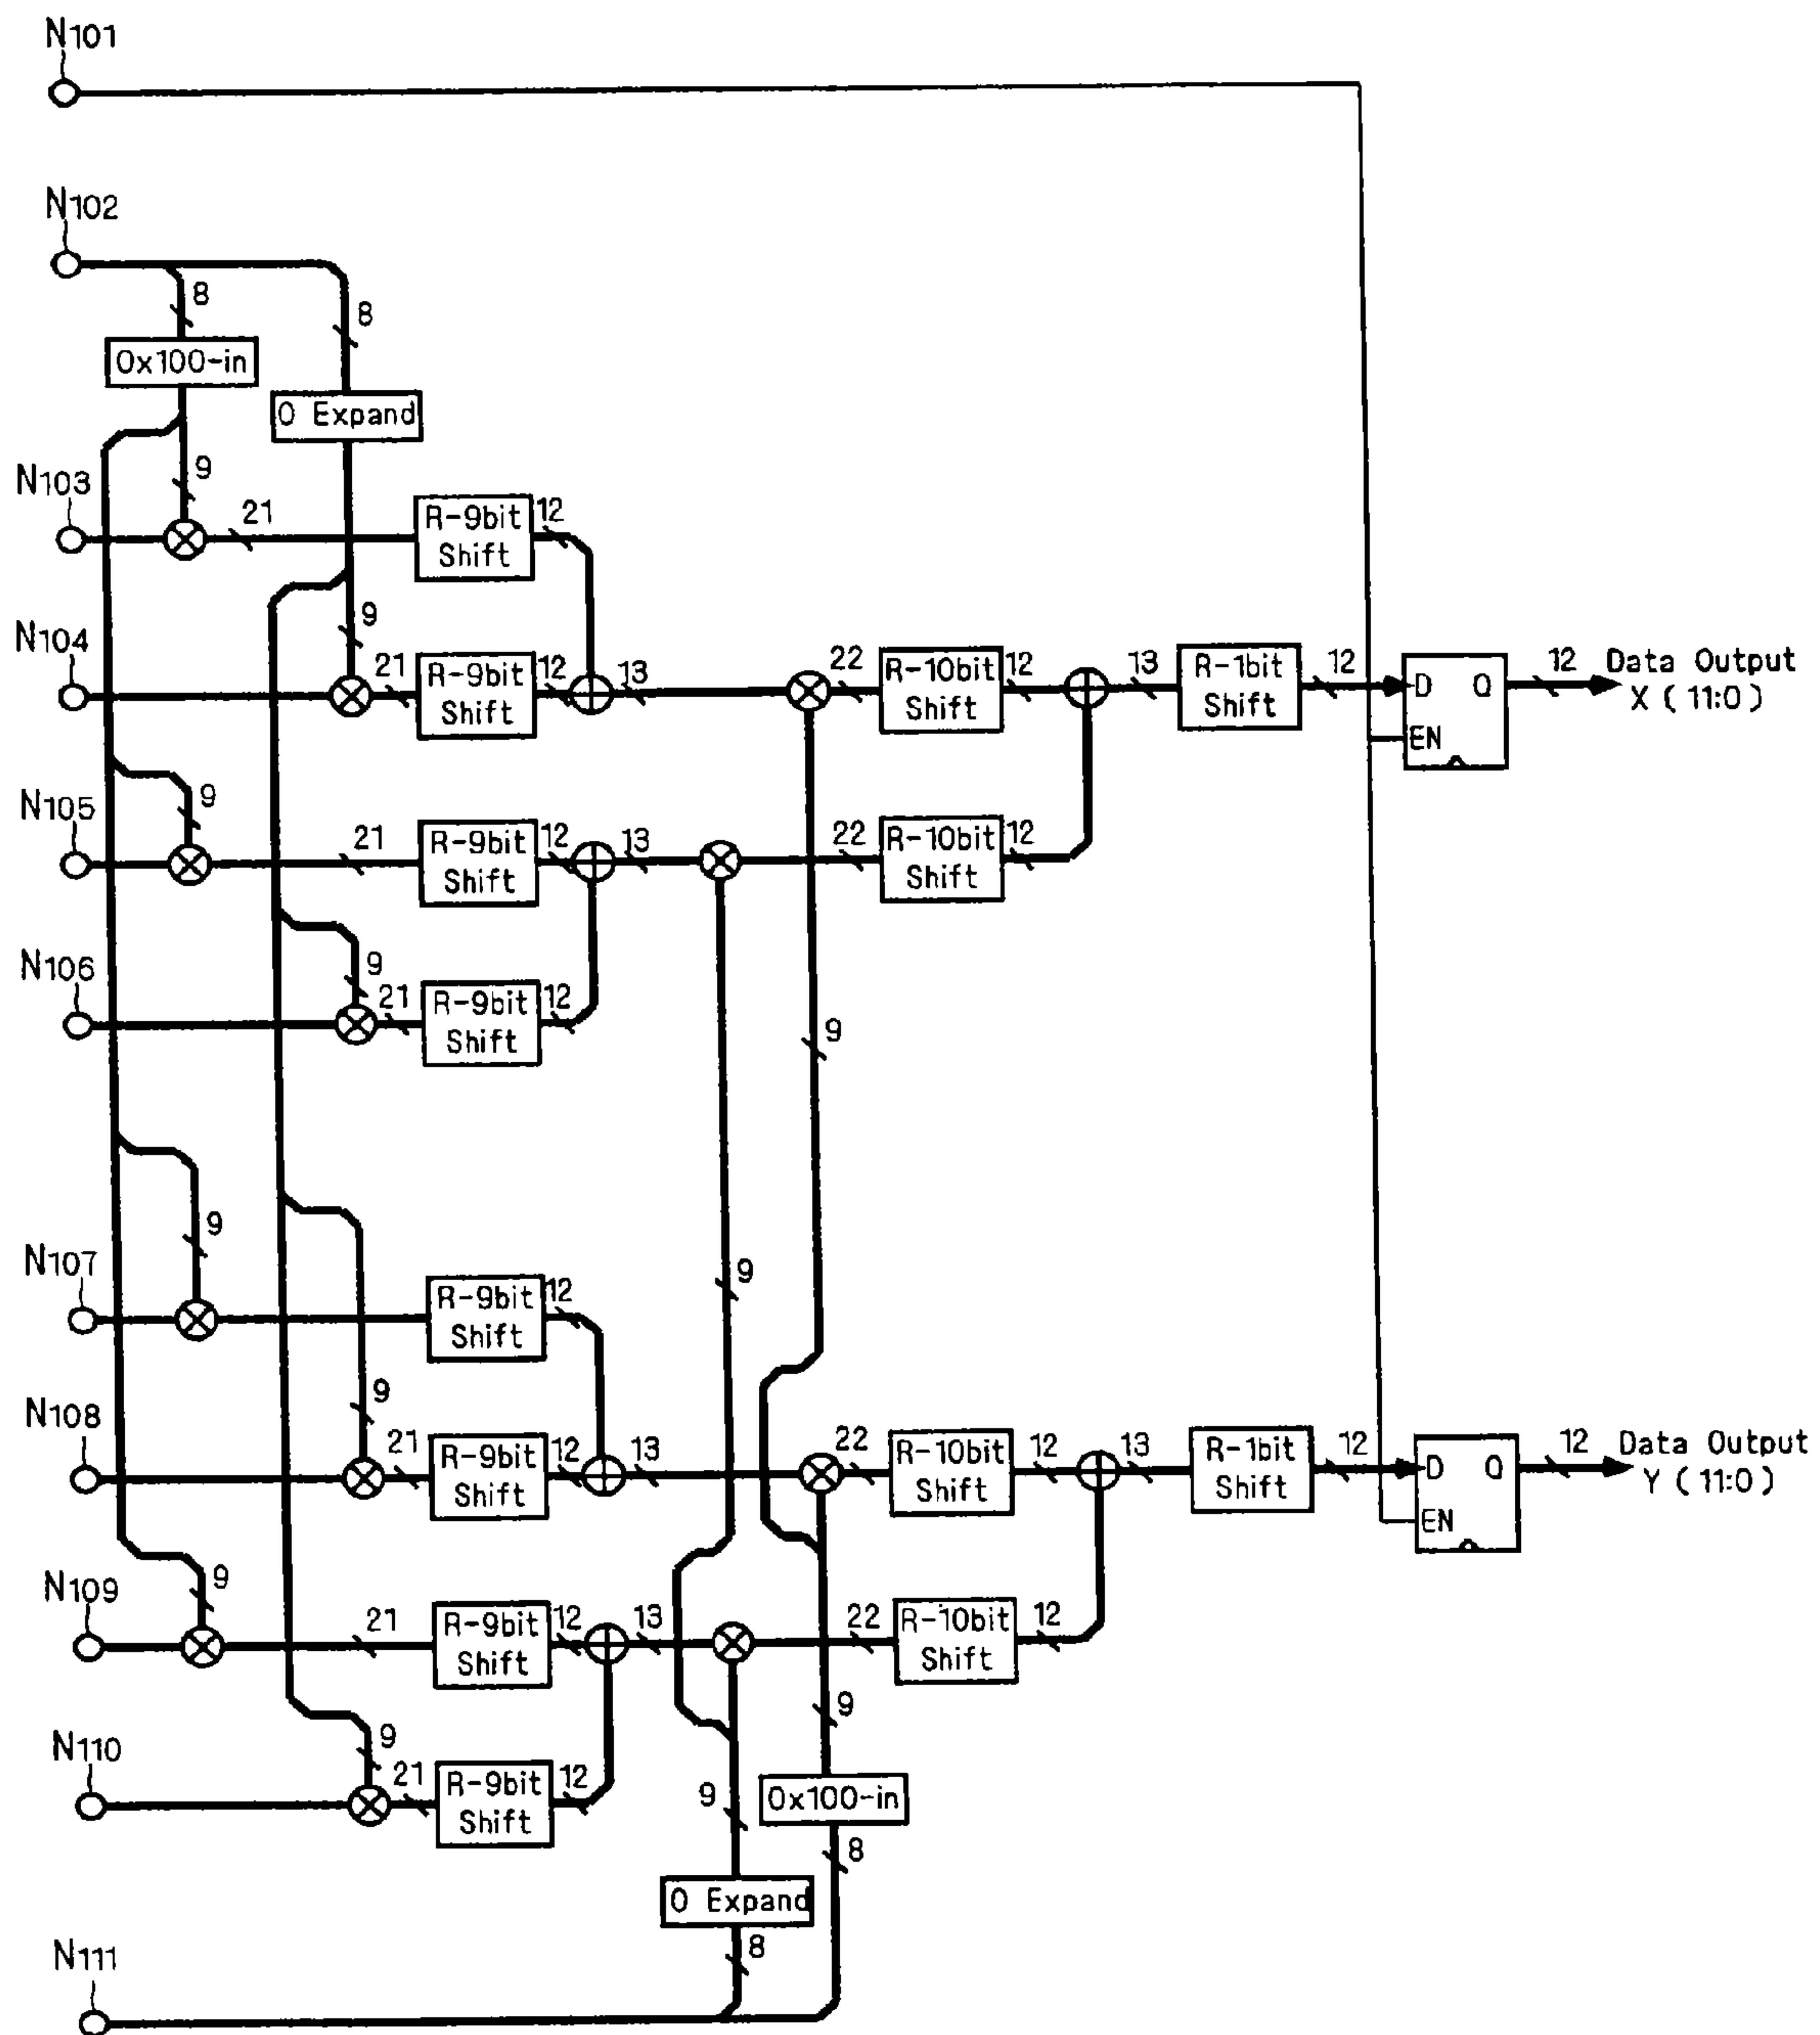 N101
N102
8
8
0x100-in
0 Expand
9
N103
21
R-9bit
Shift
12
9
N104
21
R-9bit
Shift
12
13
22
R-10bit
Shift
12
13
R-1bit
Shift
12
D Q
EN
12
Data Output
X ( 11:0 )
9
N105
21
R-9bit
Shift
12
13
22
R-10bit
Shift
12
9
N106
21
R-9bit
Shift
12
9
9
9
N107
R-9bit
Shift
12
9
N108
21
R-9bit
Shift
12
13
22
R-10bit
Shift
12
13
R-1bit
Shift
12
D Q
EN
12
Data Output
Y ( 11:0 )
9
N109
21
R-9bit
Shift
12
13
22
R-10bit
Shift
12
9
9
N110
21
R-9bit
Shift
12
9
0x100-in
8
0 Expand
8
N111